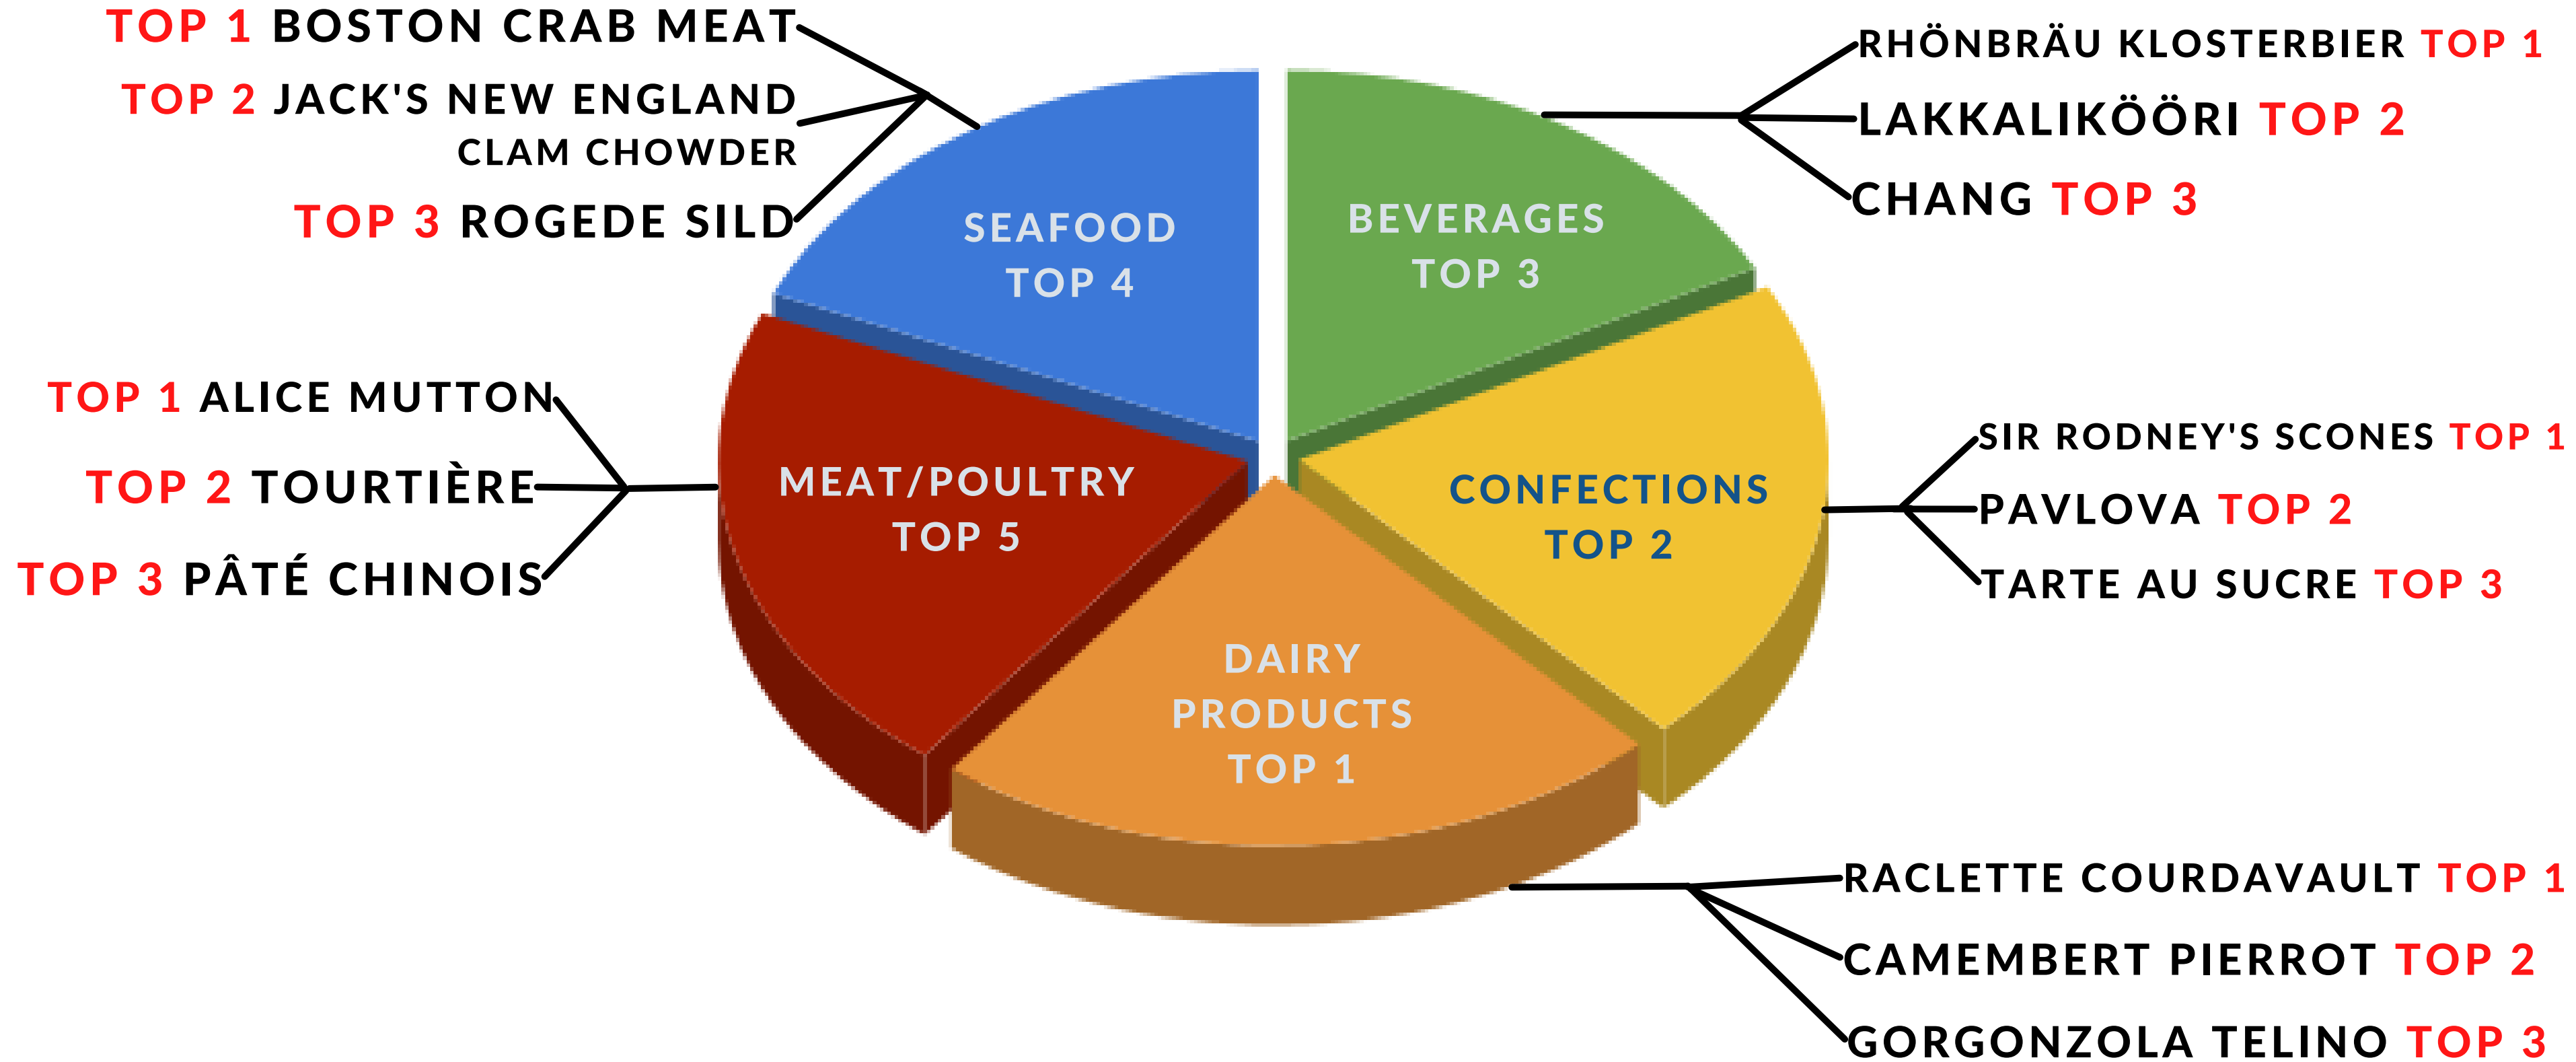 TOP 1 BOSTON CRAB MEAT
TOP 2 JACK'S NEW ENGLAND
CLAM CHOWDER
TOP 3 ROGEDE SILD
RHÖNBRÄU KLOSTERBIER TOP 1
LAKKALIKÖÖRI TOP 2
CHANG TOP 3
SEAFOOD
TOP 4
BEVERAGES
TOP 3
TOP 1 ALICE MUTTON
TOP 2 TOURTIÈRE
TOP 3 PÂTÉ CHINOIS
MEAT/POULTRY
TOP 5
CONFECTIONS
TOP 2
SIR RODNEY'S SCONES TOP 1
PAVLOVA TOP 2
TARTE AU SUCRE TOP 3
DAIRY
PRODUCTS
TOP 1
RACLETTE COURDAVAULT TOP 1
CAMEMBERT PIERROT TOP 2
GORGONZOLA TELINO TOP 3